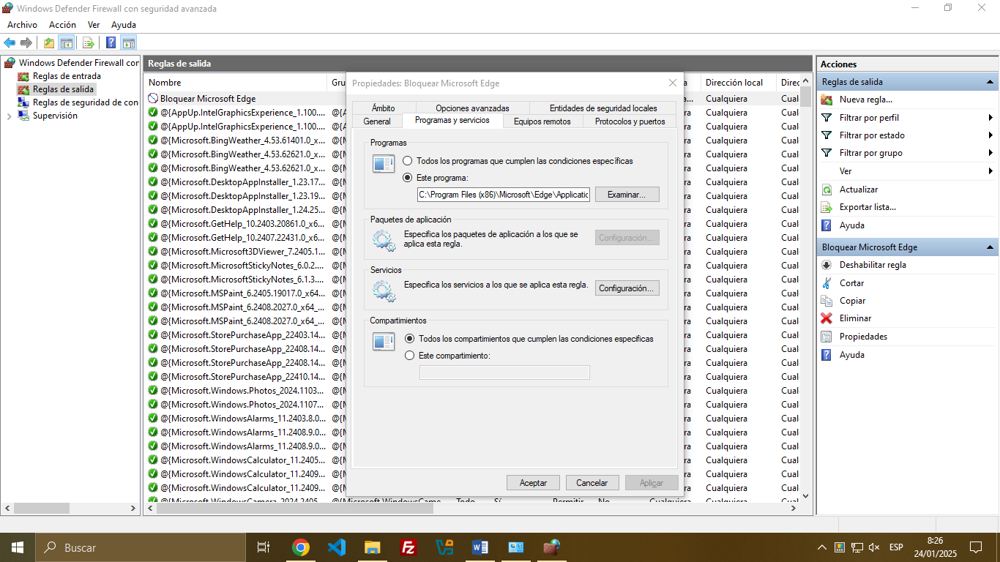 Windows Defender Firewall con seguridad avanzada
Archivo Acción Ver Ayuda
Windows Defender Firewall cor
Reglas de entrada
Reglas de salida
Reglas de seguridad de con
Supervisión
Reglas de salida
Nombre Gru Dirección local Direc
Bloquear Microsoft Edge Cualquiera Cual
@{AppUp.IntelGraphicsExperience_1.100.... Cualquiera Cual
@{AppUp.IntelGraphicsExperience_1.100.... Cualquiera Cual
@{Microsoft.BingWeather_4.53.61401.0_x... Cualquiera Cual
@{Microsoft.BingWeather_4.53.62621.0_x... Cualquiera Cual
@{Microsoft.BingWeather_4.53.62621.0_x... Cualquiera Cual
@{Microsoft.DesktopAppInstaller_1.23.17... Cualquiera Cual
@{Microsoft.DesktopAppInstaller_1.23.19... Cualquiera Cual
@{Microsoft.DesktopAppInstaller_1.24.25... Cualquiera Cual
@{Microsoft.GetHelp_10.2403.20861.0_x6... Cualquiera Cual
@{Microsoft.GetHelp_10.2407.22431.0_x6... Cualquiera Cual
@{Microsoft.Microsoft3DViewer_7.2405.1... Cualquiera Cual
@{Microsoft.MicrosoftStickyNotes_6.0.2.... Cualquiera Cual
@{Microsoft.MicrosoftStickyNotes_6.1.3.... Cualquiera Cual
@{Microsoft.MSPaint_6.2405.19017.0_x64... Cualquiera Cual
@{Microsoft.MSPaint_6.2408.2027.0_x64_... Cualquiera Cual
@{Microsoft.MSPaint_6.2408.2027.0_x64_... Cualquiera Cual
@{Microsoft.StorePurchaseApp_22403.14... Cualquiera Cual
@{Microsoft.StorePurchaseApp_22408.14... Cualquiera Cual
@{Microsoft.StorePurchaseApp_22408.14... Cualquiera Cual
@{Microsoft.StorePurchaseApp_22410.14... Cualquiera Cual
@{Microsoft.Windows.Photos_2024.1103... Cualquiera Cual
@{Microsoft.Windows.Photos_2024.1107... Cualquiera Cual
@{Microsoft.WindowsAlarms_11.2403.8.0... Cualquiera Cual
@{Microsoft.WindowsAlarms_11.2408.9.0... Cualquiera Cual
@{Microsoft.WindowsAlarms_11.2408.9.0... Cualquiera Cual
@{Microsoft.WindowsCalculator_11.2405.... Cualquiera Cual
@{Microsoft.WindowsCalculator_11.2409.... Cualquiera Cual
@{Microsoft.WindowsCalculator_11.2409.... Cualquiera Cual
@{Microsoft.WindowsCamera_2024.2405 @{Microsoft.WindowsCame Todo Sí Permitir No Cualquiera Cualquiera Cual
Propiedades: Bloquear Microsoft Edge
Ámbito Opciones avanzadas Entidades de seguridad locales
General Programas y servicios Equipos remotos Protocolos y puertos
Programas
Todos los programas que cumplen las condiciones específicas
Este programa:
C:\Program Files (x86)\Microsoft\Edge\Applicatic Examinar...
Paquetes de aplicación
Especifica los paquetes de aplicación a los que se
aplica esta regla.
Configuración...
Servicios
Especifica los servicios a los que se aplica esta regla. Configuración...
Compartimientos
Todos los compartimientos que cumplen las condiciones especificas
Este compartimiento:
Aceptar Cancelar Aplicar
Acciones
Reglas de salida
Nueva regla...
Filtrar por perfil
Filtrar por estado
Filtrar por grupo
Ver
Actualizar
Exportar lista...
Ayuda
Bloquear Microsoft Edge
Deshabilitar regla
Cortar
Copiar
Eliminar
Propiedades
Ayuda
Buscar
ESP
8:26
24/01/2025